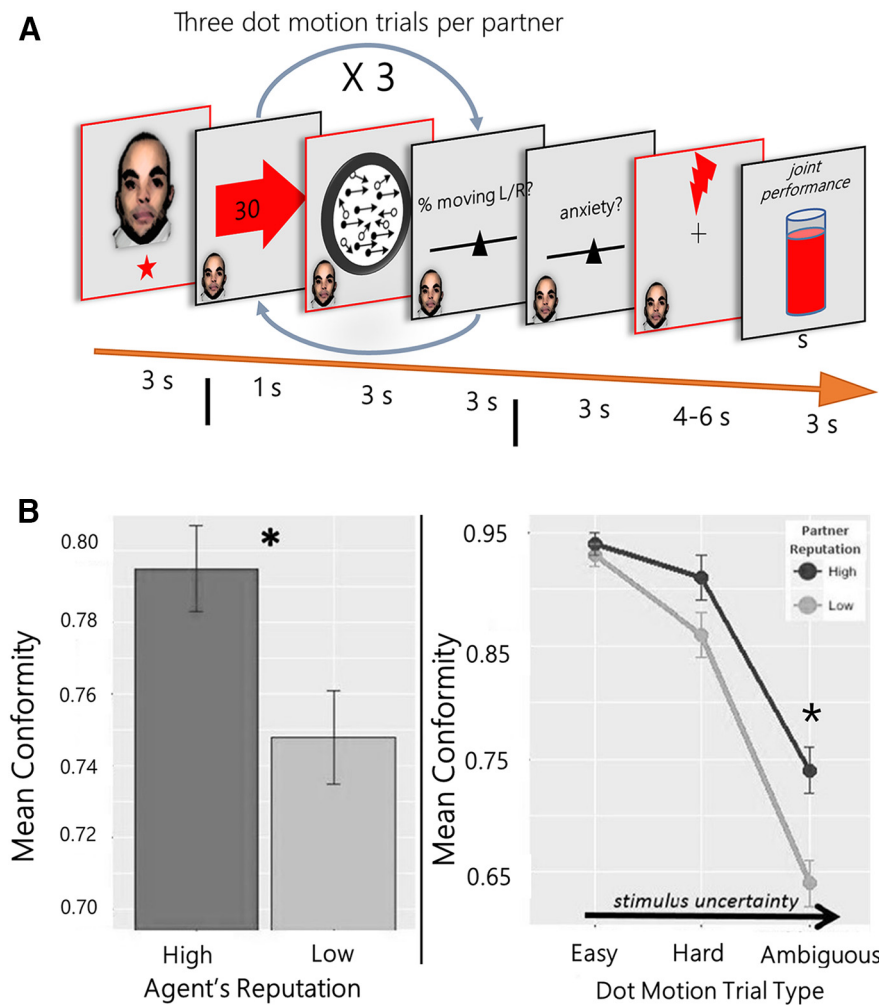 A
Three dot motion trials per partner
X 3
30
% moving L/R?
anxiety?
joint
performance
s
3 s
1 s
3 s
3 s
3 s
4-6 s
3 s
B
Mean Conformity
0.80
0.78
0.76
0.74
0.72
0.70
*
High
Low
Agent's Reputation
Mean Conformity
0.95
0.85
0.75
0.65
Partner
Reputation
High
Low
*
stimulus uncertainty
Easy
Hard
Ambiguous
Dot Motion Trial Type